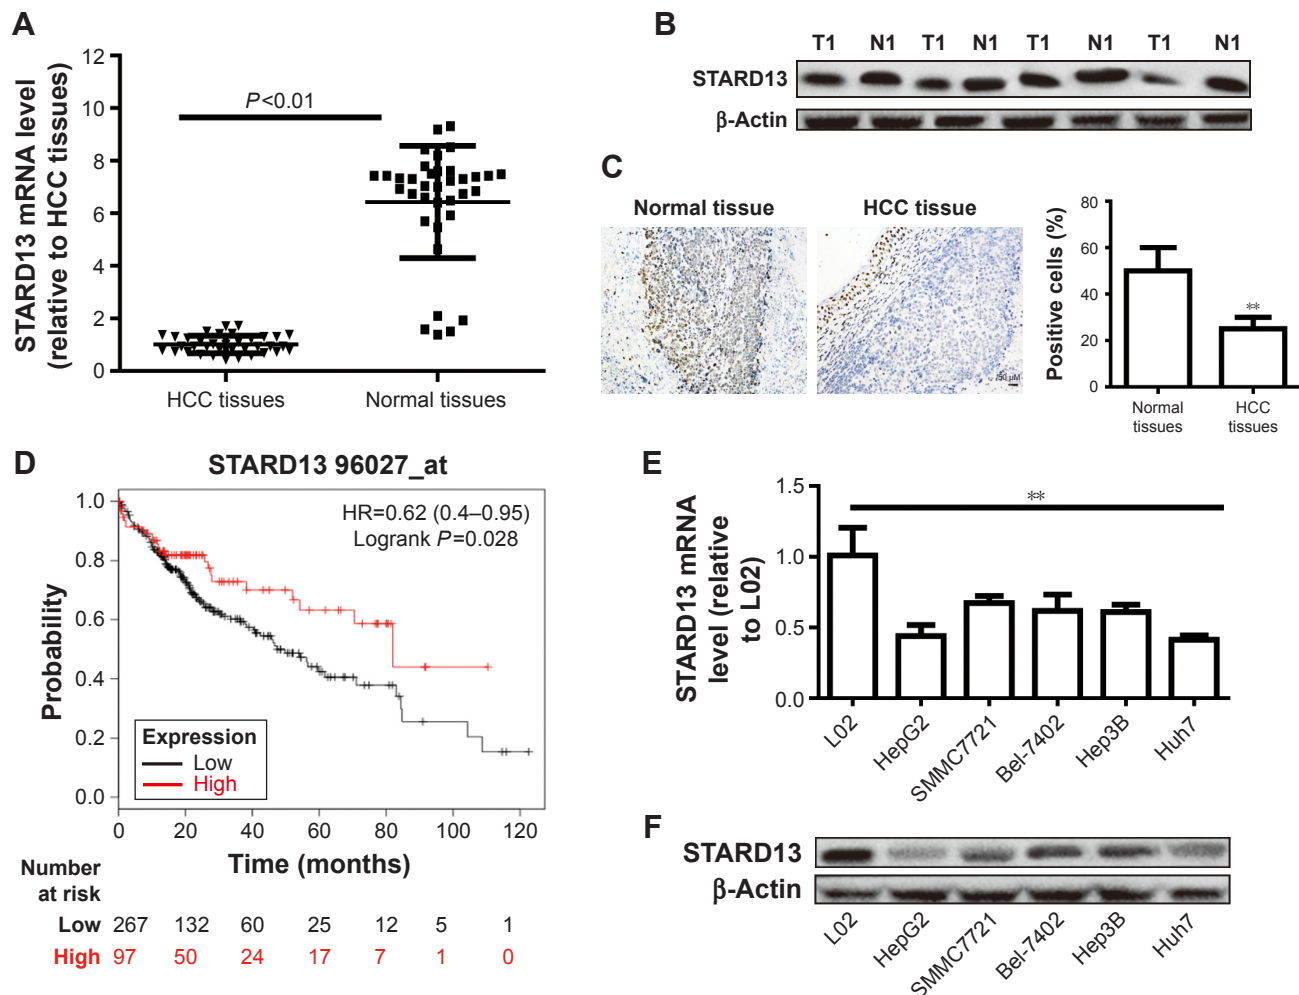 A
STARD13 mRNA level
(relative to HCC tissues)
12
10
8
6
4
2
0
P<0.01
HCC tissues
Normal tissues
B
T1 N1 T1 N1 T1 N1 T1 N1
STARD13
β-Actin
C
Normal tissue
HCC tissue
50 μM
Positive cells (%)
80
60
40
20
0
**
Normal
tissues
HCC
tissues
D
STARD13 96027_at
HR=0.62 (0.4–0.95)
Logrank P=0.028
Probability
1.0
0.8
0.6
0.4
0.2
0.0
Expression
Low
High
0 20 40 60 80 100 120
Time (months)
Number
at risk
Low 267 132 60 25 12 5 1
High 97 50 24 17 7 1 0
E
STARD13 mRNA
level (relative
to L02)
1.5
1.0
0.5
0.0
**
L02
HepG2
SMMC7721
Bel-7402
Hep3B
Huh7
F
STARD13
β-Actin
L02
HepG2
SMMC7721
Bel-7402
Hep3B
Huh7